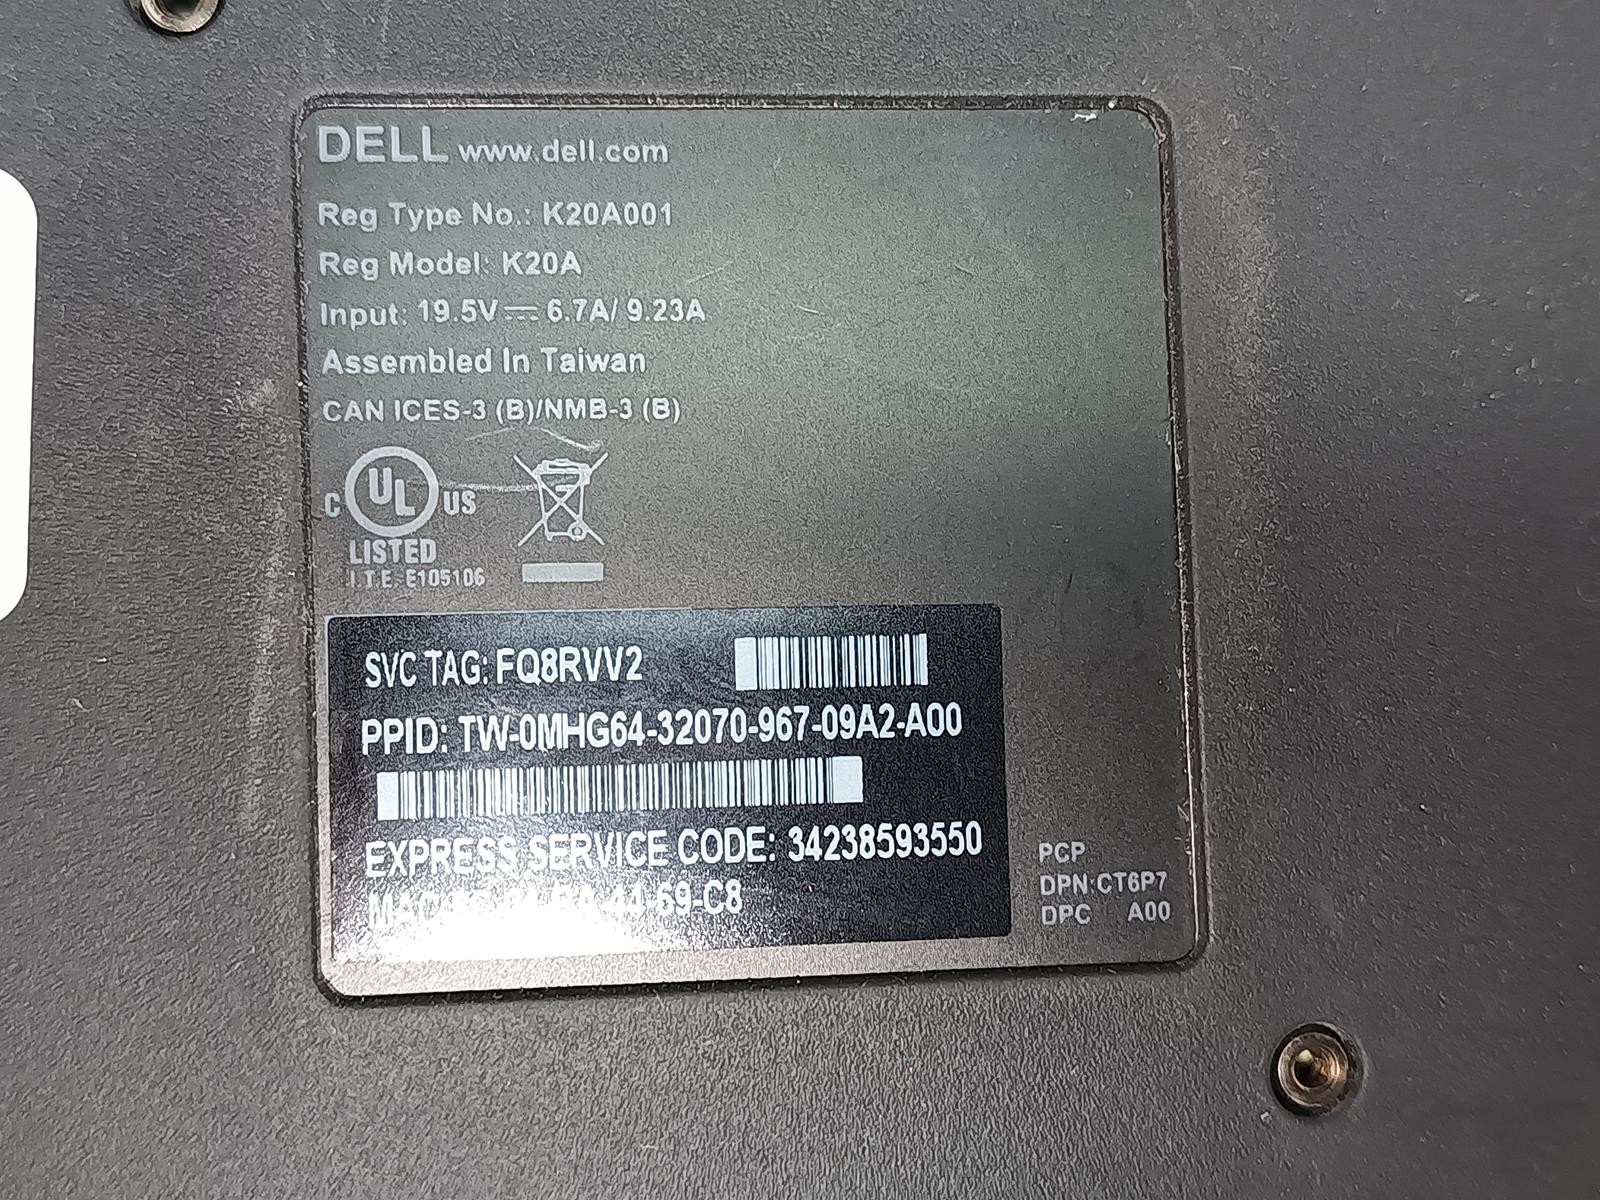 DELL www.dell.com
Reg Type No.: K20A001
Reg Model: K20A
Input: 19.5V⎓6.7A/ 9.23A
Assembled In Taiwan
CAN ICES-3 (B)/NMB-3 (B)
C UL US
LISTED
I.T.E. E105106
SVC TAG: FQ8RVV2
PPID: TW-0MHG64-32070-967-09A2-A00
EXPRESS SERVICE CODE: 34238593550
-69-C8
PCP
DPN:CT6P7
DPC A00